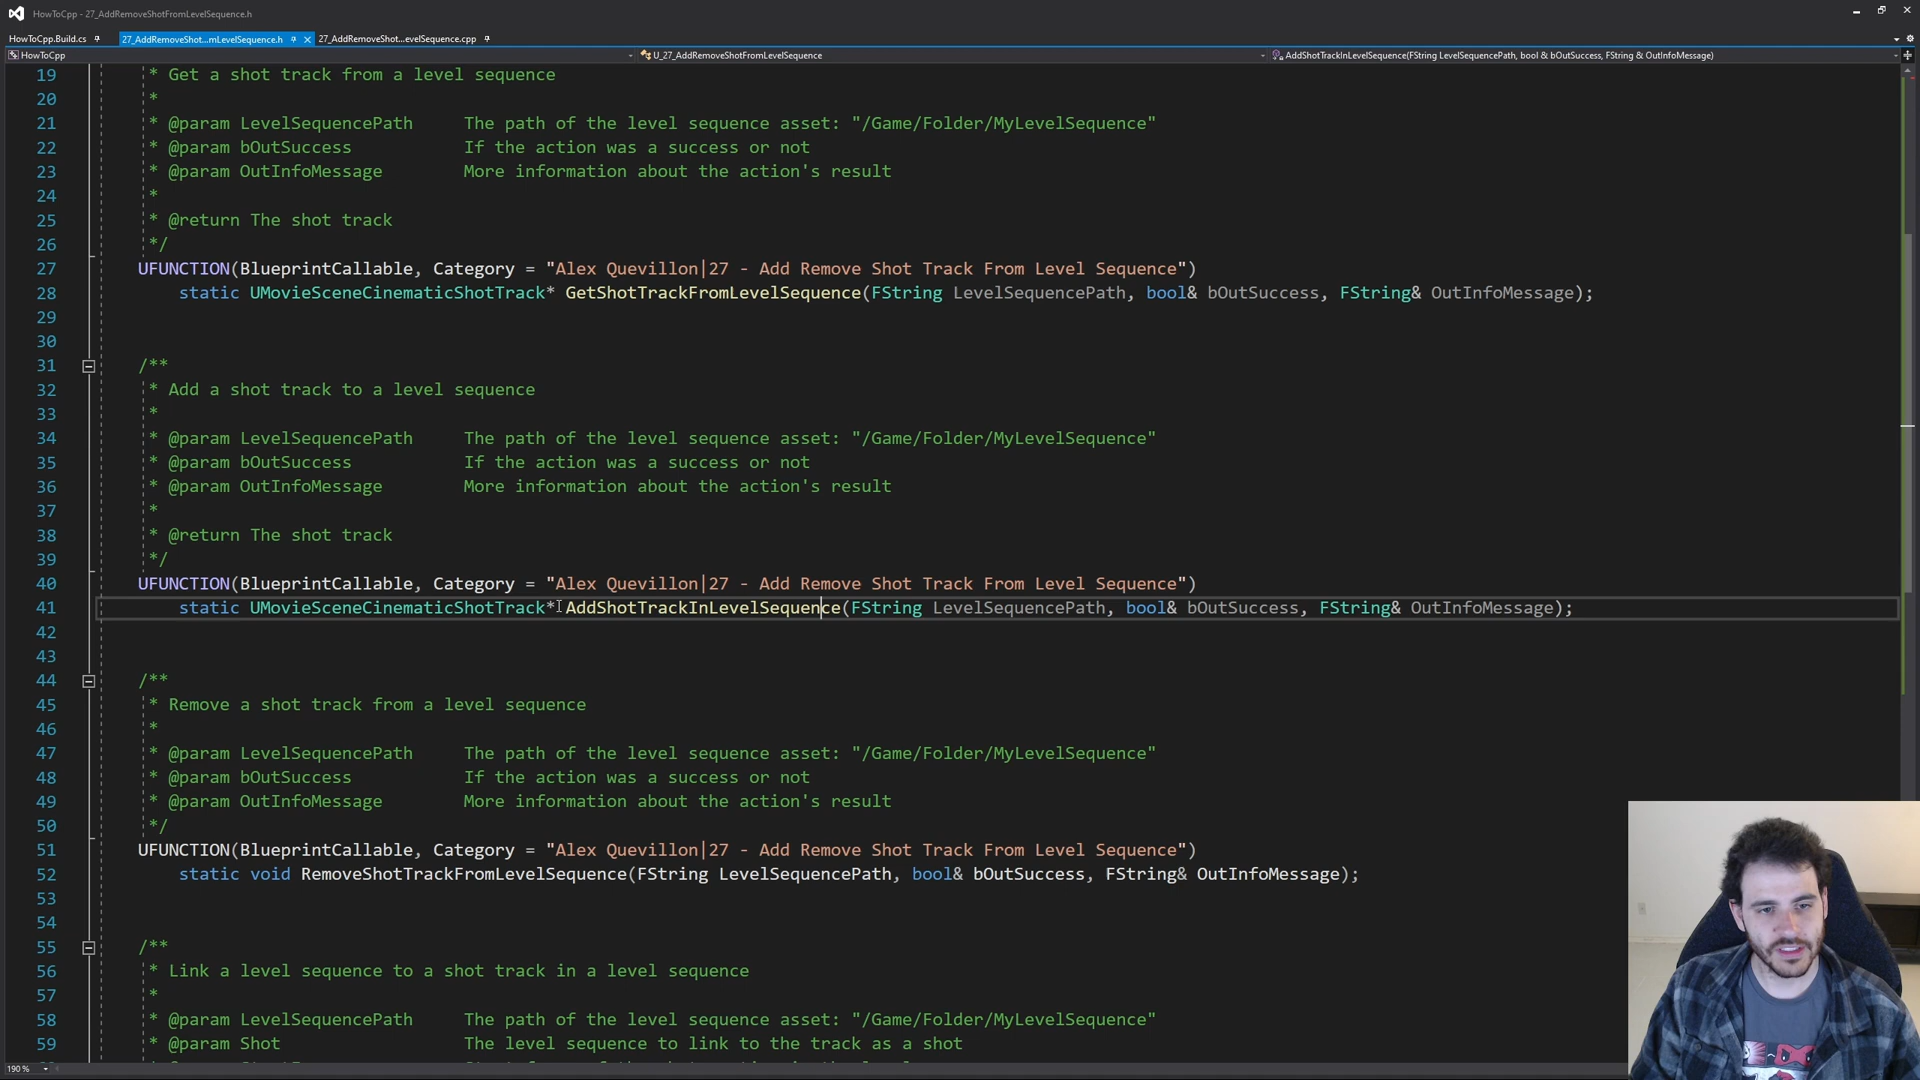 HowToCpp - 27_AddRemoveShotFromLevelSequence.h
HowToCpp.Build.cs
27_AddRemoveShot...mLevelSequence.h
27_AddRemoveShot...evelSequence.cpp
HowToCpp
U_27_AddRemoveShotFromLevelSequence
AddShotTrackInLevelSequence(FString LevelSequencePath, bool & bOutSuccess, FString & OutInfoMessage)
19 * Get a shot track from a level sequence
20 *
21 * @param LevelSequencePath The path of the level sequence asset: "/Game/Folder/MyLevelSequence"
22 * @param bOutSuccess If the action was a success or not
23 * @param OutInfoMessage More information about the action's result
24 *
25 * @return The shot track
26 */
27 UFUNCTION(BlueprintCallable, Category = "Alex Quevillon|27 - Add Remove Shot Track From Level Sequence")
28 static UMovieSceneCinematicShotTrack* GetShotTrackFromLevelSequence(FString LevelSequencePath, bool& bOutSuccess, FString& OutInfoMessage);
29
30
31 /**
32 * Add a shot track to a level sequence
33 *
34 * @param LevelSequencePath The path of the level sequence asset: "/Game/Folder/MyLevelSequence"
35 * @param bOutSuccess If the action was a success or not
36 * @param OutInfoMessage More information about the action's result
37 *
38 * @return The shot track
39 */
40 UFUNCTION(BlueprintCallable, Category = "Alex Quevillon|27 - Add Remove Shot Track From Level Sequence")
41 static UMovieSceneCinematicShotTrack* AddShotTrackInLevelSequence(FString LevelSequencePath, bool& bOutSuccess, FString& OutInfoMessage);
42
43
44 /**
45 * Remove a shot track from a level sequence
46 *
47 * @param LevelSequencePath The path of the level sequence asset: "/Game/Folder/MyLevelSequence"
48 * @param bOutSuccess If the action was a success or not
49 * @param OutInfoMessage More information about the action's result
50 */
51 UFUNCTION(BlueprintCallable, Category = "Alex Quevillon|27 - Add Remove Shot Track From Level Sequence")
52 static void RemoveShotTrackFromLevelSequence(FString LevelSequencePath, bool& bOutSuccess, FString& OutInfoMessage);
53
54
55 /**
56 * Link a level sequence to a shot track in a level sequence
57 *
58 * @param LevelSequencePath The path of the level sequence asset: "/Game/Folder/MyLevelSequence"
59 * @param Shot The level sequence to link to the track as a shot
190 %